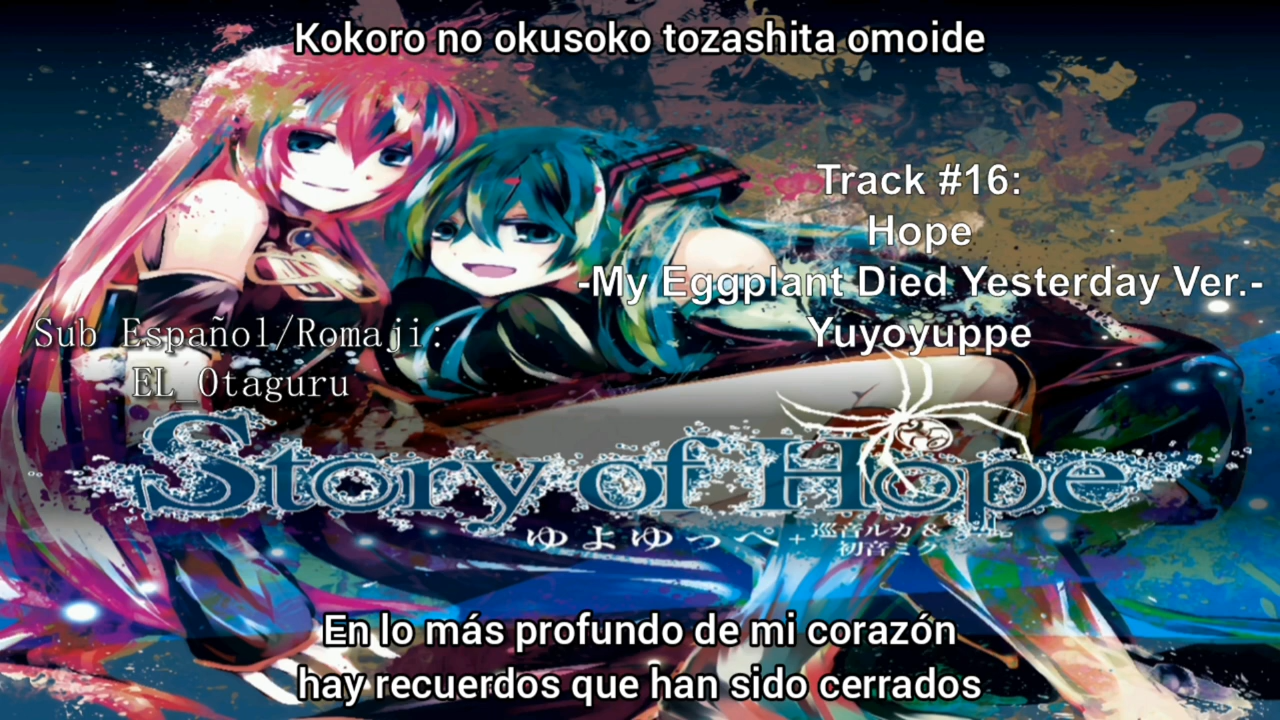 Kokoro no okusoko tozashita omoide
Track #16:
Hope
-My Eggplant Died Yesterday Ver.-
Yuyoyuppe
Sub Español/Romaji:
EL_Otaguru
Story of Hope
ゆよゆっぺ+巡音ルカ &
初音ミク
En lo más profundo de mi corazón
hay recuerdos que han sido cerrados